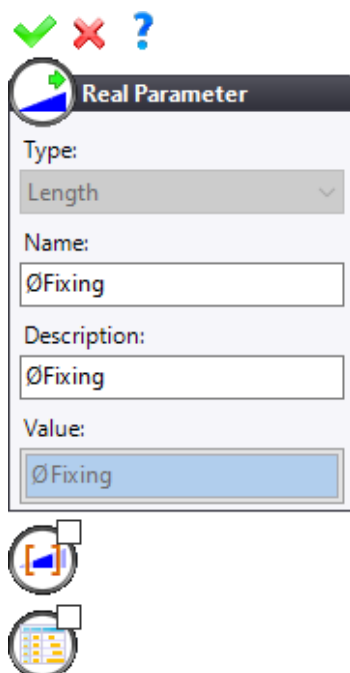 ?
Real Parameter
Type:
Length
Name:
ØFixing
Description:
ØFixing
Value:
ØFixing